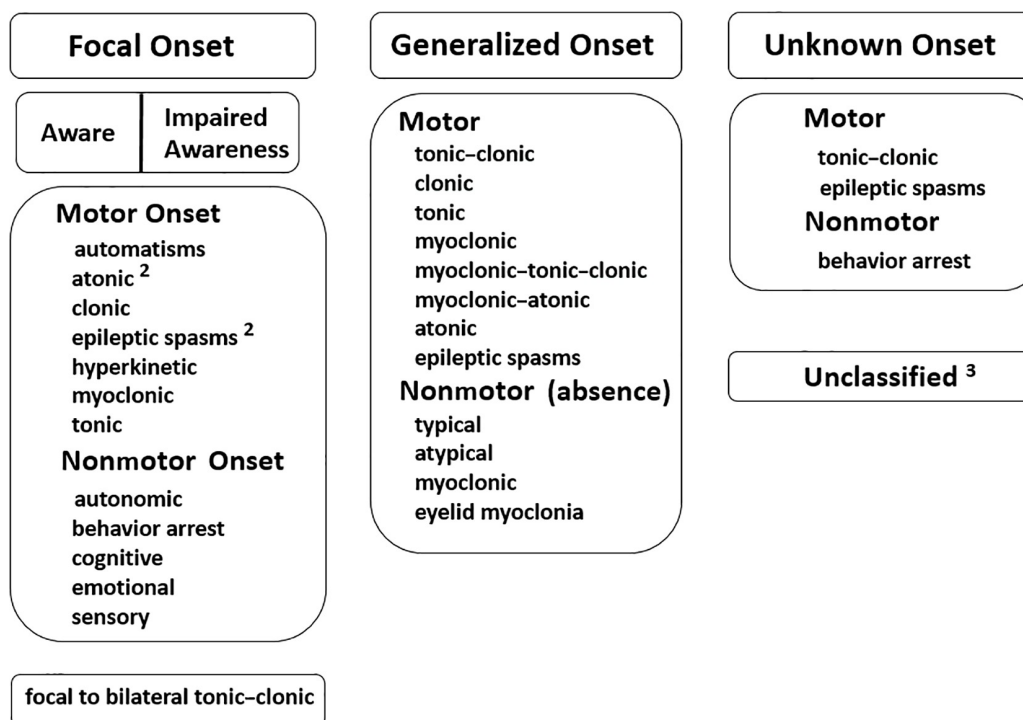 Focal Onset
Aware
Impaired
Awareness
Motor Onset
automatisms
atonic ²
clonic
epileptic spasms ²
hyperkinetic
myoclonic
tonic
Nonmotor Onset
autonomic
behavior arrest
cognitive
emotional
sensory
focal to bilateral tonic–clonic
Generalized Onset
Motor
tonic–clonic
clonic
tonic
myoclonic
myoclonic–tonic–clonic
myoclonic–atonic
atonic
epileptic spasms
Nonmotor (absence)
typical
atypical
myoclonic
eyelid myoclonia
Unknown Onset
Motor
tonic–clonic
epileptic spasms
Nonmotor
behavior arrest
Unclassified ³